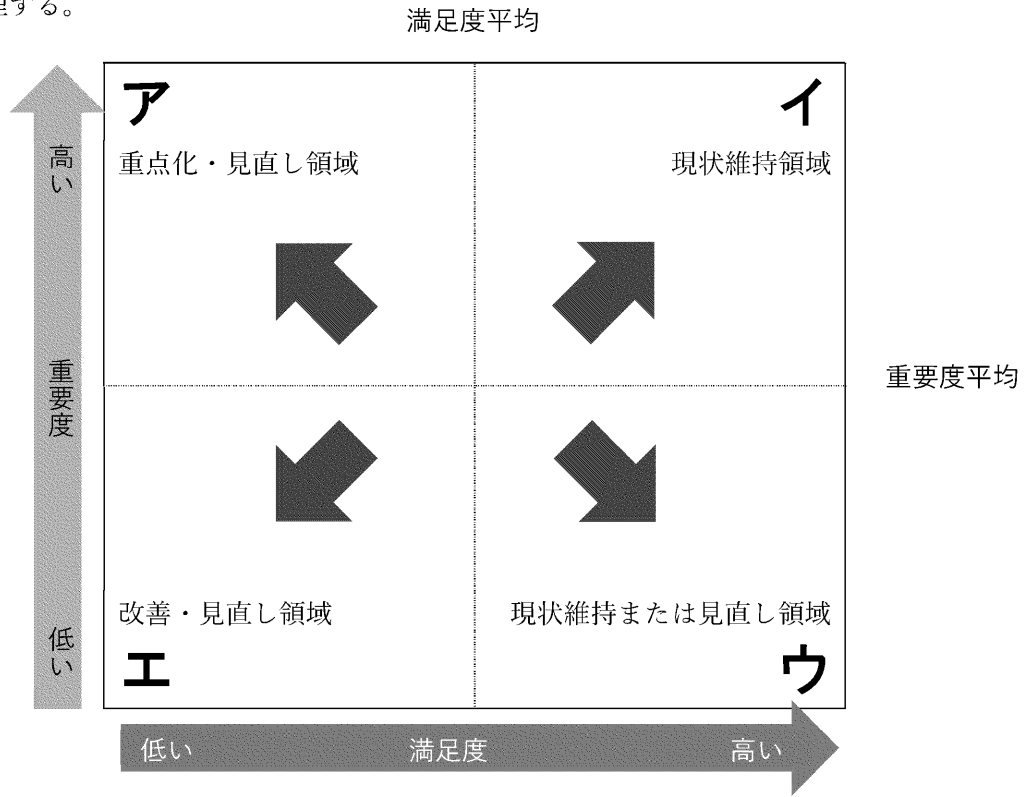 理する。
満足度平均
ア
イ
重点化・見直し領域
現状維持領域
高い
重要度
低い
重要度平均
改善・見直し領域
現状維持または見直し領域
エ
ウ
低い
満足度
高い